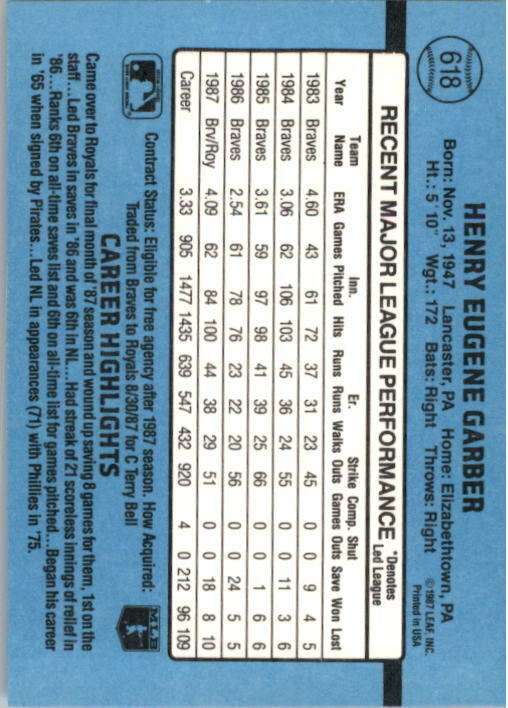 618
HENRY EUGENE GARBER
Born: Nov. 13, 1947 Lancaster, PA Home: Elizabethtown, PA
Ht.: 5' 10" Wgt.: 172 Bats: Right Throws: Right
©1987 LEAF, INC.
Printed in USA
RECENT MAJOR LEAGUE PERFORMANCE
*Denotes
Led League
Team Inn. Er. Strike Comp. Shut
Year Name ERA Games Pitched Hits Runs Runs Walks Outs Games Outs Save Won Lost
1983 Braves 4.60 43 61 72 37 31 23 45 0 0 9 4 5
1984 Braves 3.06 62 106 103 45 36 24 55 0 0 11 3 6
1985 Braves 3.61 59 97 98 41 39 25 66 0 0 1 6 6
1986 Braves 2.54 61 78 76 23 22 20 56 0 0 24 5 5
1987 Brv/Roy 4.09 62 84 100 44 38 29 51 0 0 18 8 10
Career 3.33 905 1477 1435 639 547 432 920 4 0 212 96 109
Contract Status: Eligible for free agency after 1987 season. How Acquired:
Traded from Braves to Royals 8/30/87 for C Terry Bell
MLB
CAREER HIGHLIGHTS
Came over to Royals for final month of '87 season and wound up saving 8 games for them, 1st on the
staff...Led Braves in saves in '86 and was 6th in NL...Had streak of 21 scoreless innings of relief in
'86...Ranks 6th on all-time saves list and 6th on all-time list for games pitched...Began his career
in '65 when signed by Pirates...Led NL in appearances (71) with Phillies in '75.